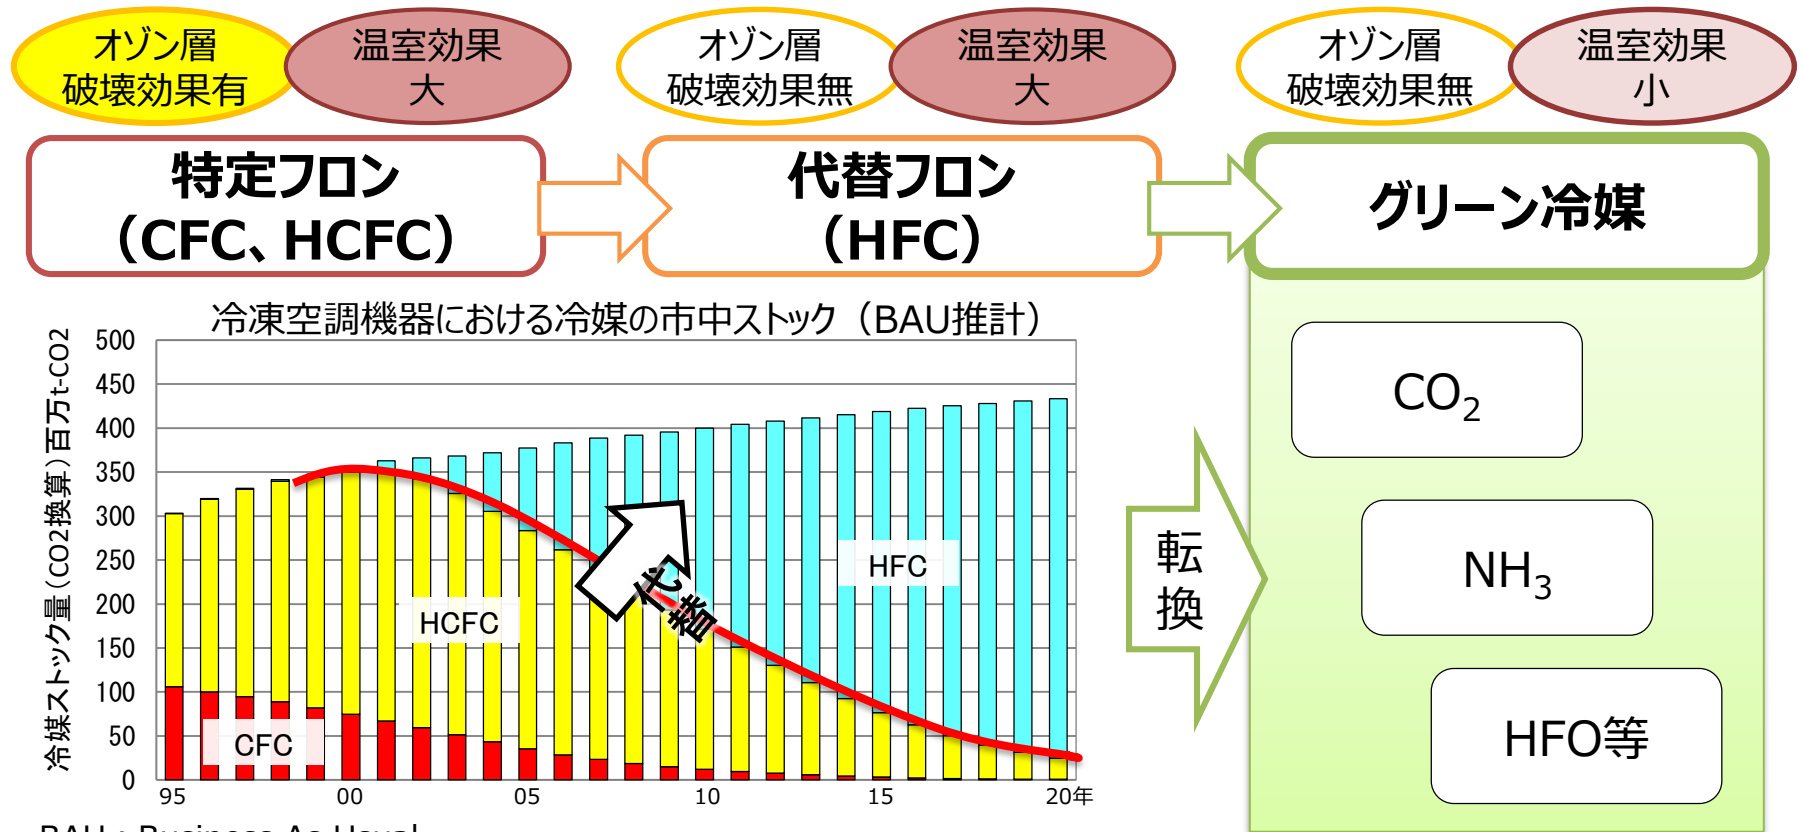 オゾン層
破壊効果有
温室効果
大
オゾン層
破壊効果無
温室効果
大
オゾン層
破壊効果無
温室効果
小
特定フロン
（CFC、HCFC）
代替フロン
（HFC）
グリーン冷媒
冷凍空調機器における冷媒の市中ストック（BAU推計）
冷媒ストック量（CO2換算）百万t-CO2
500
450
400
350
300
250
200
150
100
50
0
95
00
05
10
15
20年
CFC
HCFC
HFC
代替
転換
CO₂
NH₃
HFO等
BAU：Business As Usual